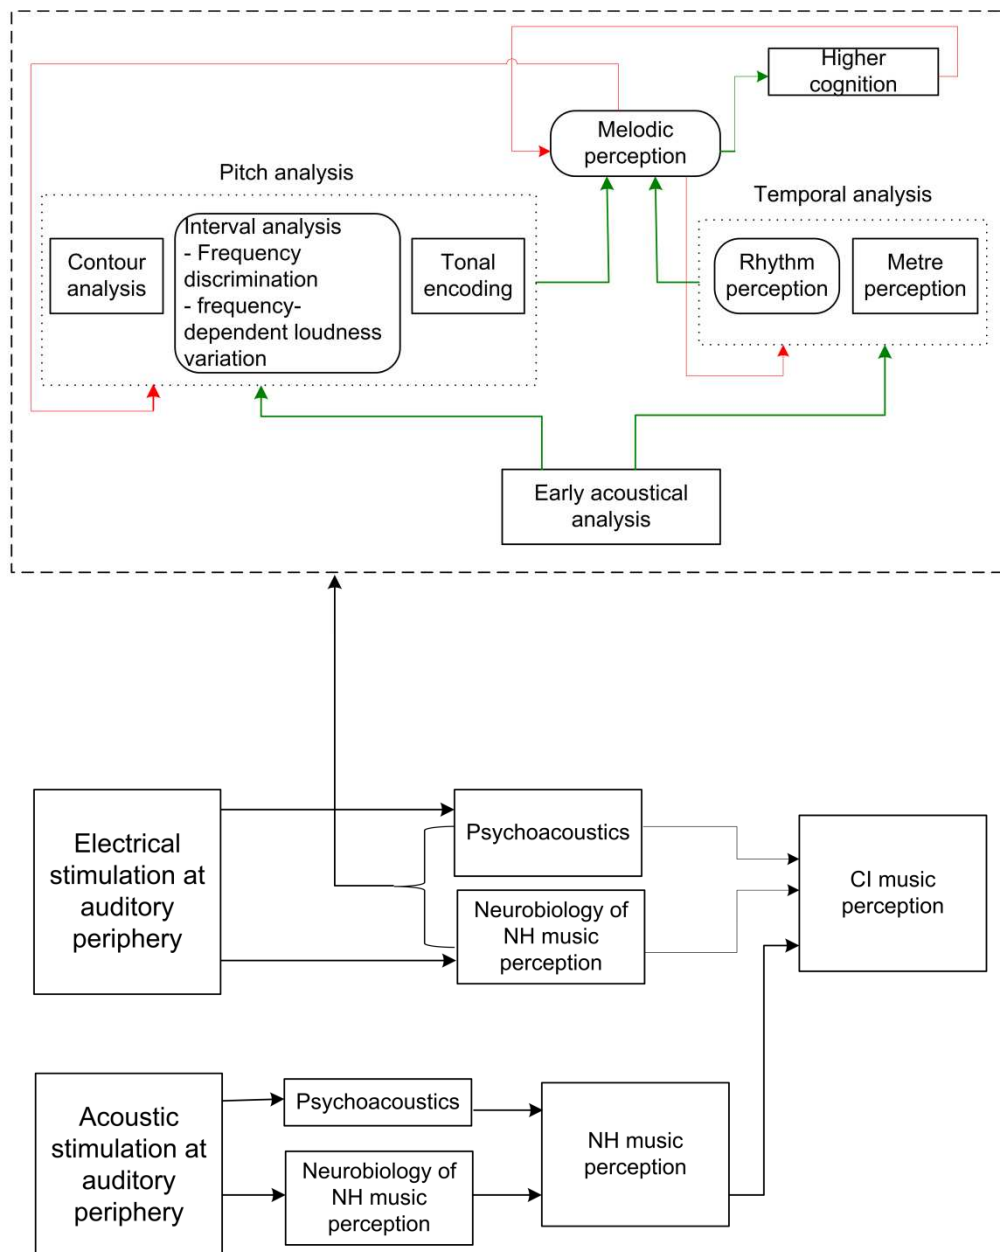 Higher
cognition
Melodic
perception
Pitch analysis
Temporal analysis
Contour
analysis
Interval analysis
- Frequency
discrimination
- frequency-
dependent loudness
variation
Tonal
encoding
Rhythm
perception
Metre
perception
Early acoustical
analysis
Electrical
stimulation at
auditory
periphery
Psychoacoustics
Neurobiology of
NH music
perception
CI music
perception
Acoustic
stimulation at
auditory
periphery
Psychoacoustics
Neurobiology of
NH music
perception
NH music
perception